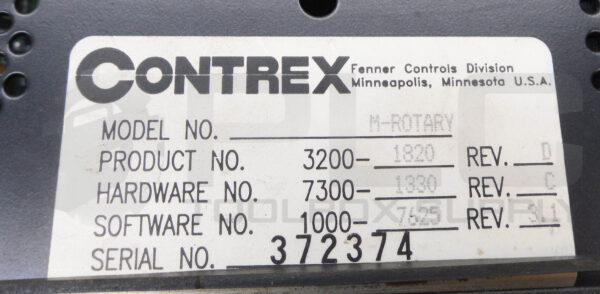 CONTREX Fenner Controls Division
Minneapolis, Minnesota U.S.A.
MODEL NO. M-ROTARY
PRODUCT NO. 3200-1820 REV. D
HARDWARE NO. 7300-1330 REV. C
SOFTWARE NO. 1000-7625 REV. 3.1
SERIAL NO. 372374